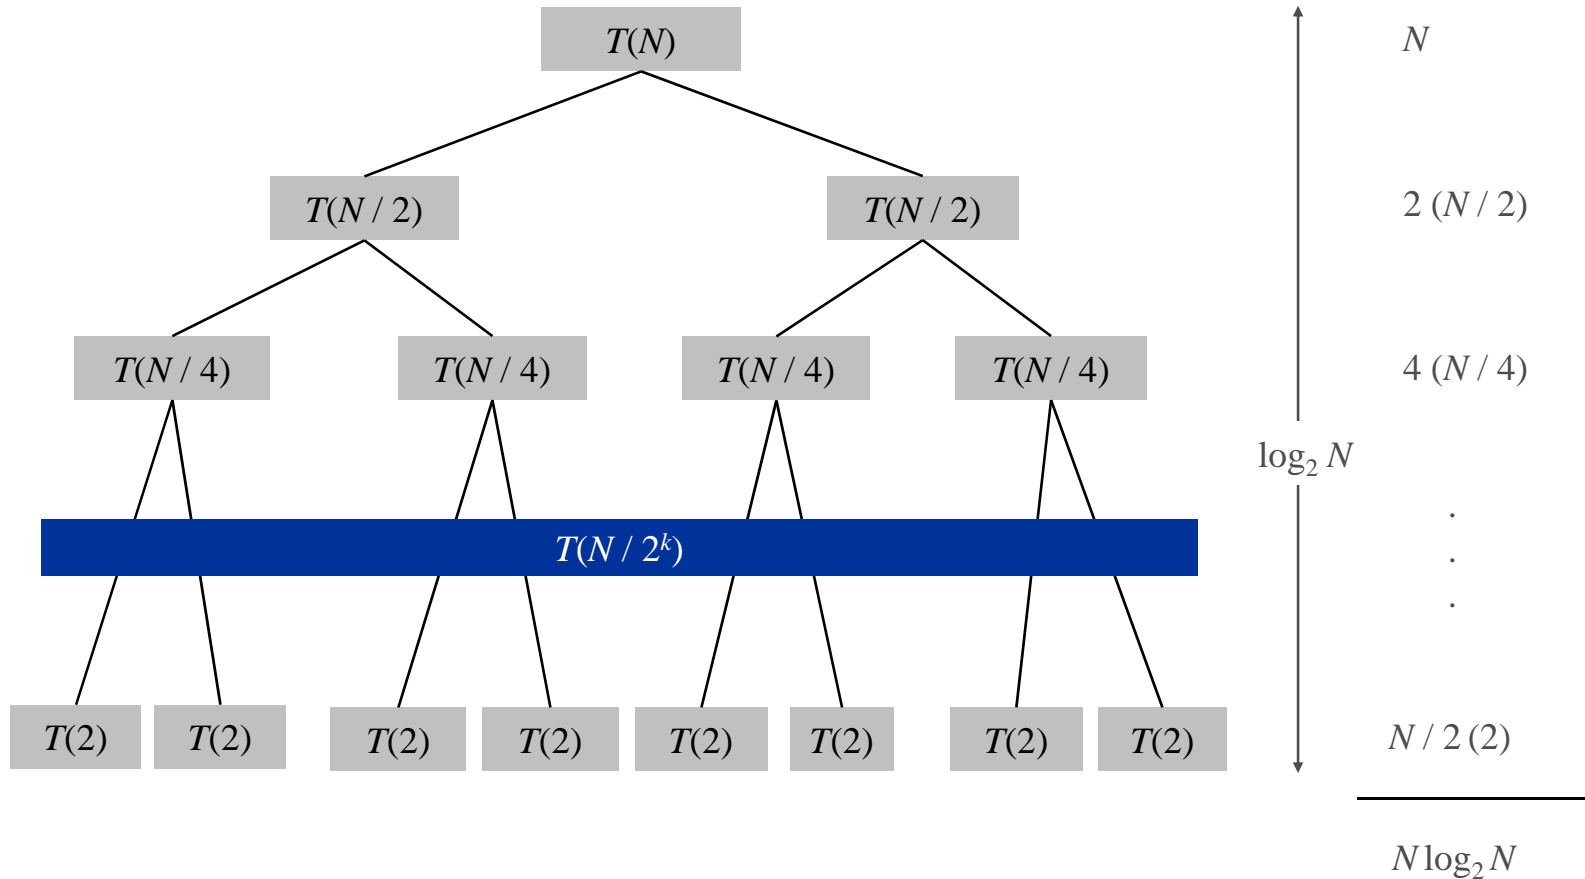 T(N) N
T(N / 2) T(N / 2) 2 (N / 2)
T(N / 4) T(N / 4) T(N / 4) T(N / 4) 4 (N / 4)
log₂ N
.
T(N / 2ᵏ)
.
.
T(2) T(2) T(2) T(2) T(2) T(2) T(2) T(2) N / 2 (2)
N log₂ N